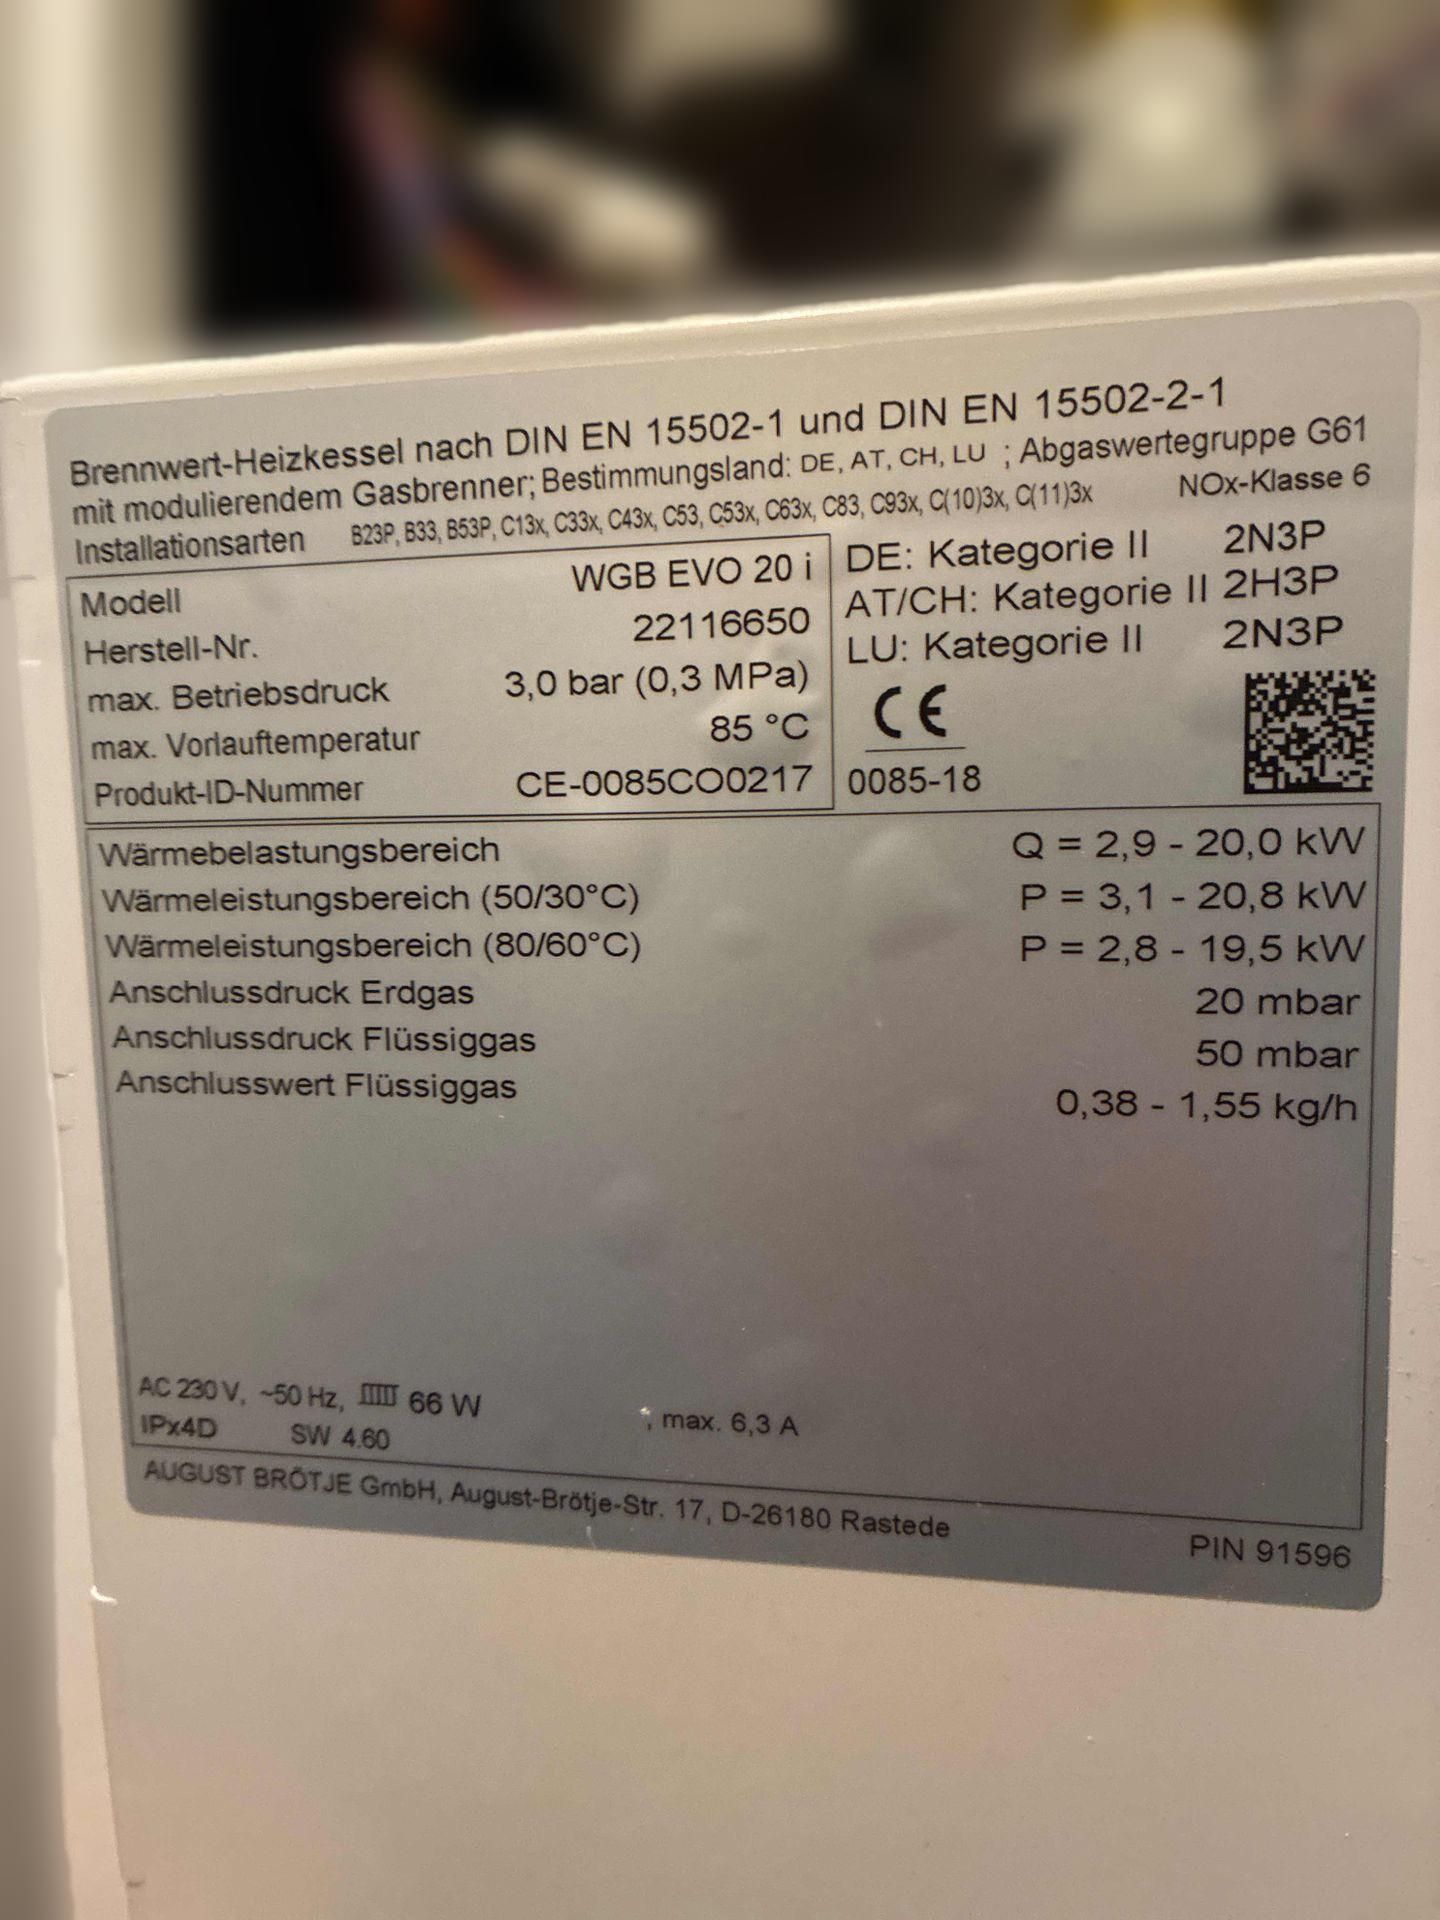 Brennwert-Heizkessel nach DIN EN 15502-1 und DIN EN 15502-2-1
mit modulierendem Gasbrenner; Bestimmungsland: DE, AT, CH, LU ; Abgaswertegruppe G61
Installationsarten B23P, B33, B53P, C13x, C33x, C43x, C53, C53x, C63x, C83, C93x, C(10)3x, C(11)3x NOx-Klasse 6
Modell WGB EVO 20 i
Herstell-Nr. 22116650
max. Betriebsdruck 3,0 bar (0,3 MPa)
max. Vorlauftemperatur 85 °C
Produkt-ID-Nummer CE-0085CO0217
DE: Kategorie II 2N3P
AT/CH: Kategorie II 2H3P
LU: Kategorie II 2N3P
CE
0085-18
Wärmebelastungsbereich Q = 2,9 - 20,0 kW
Wärmeleistungsbereich (50/30°C) P = 3,1 - 20,8 kW
Wärmeleistungsbereich (80/60°C) P = 2,8 - 19,5 kW
Anschlussdruck Erdgas 20 mbar
Anschlussdruck Flüssiggas 50 mbar
Anschlusswert Flüssiggas 0,38 - 1,55 kg/h
AC 230 V, ~50 Hz, 66 W , max. 6,3 A
IPx4D SW 4.60
AUGUST BRÖTJE GmbH, August-Brötje-Str. 17, D-26180 Rastede
PIN 91596